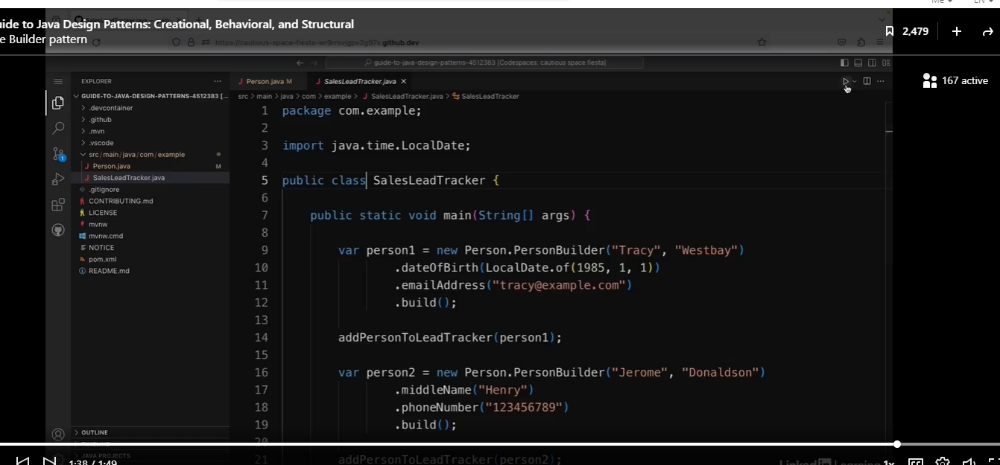 Me EN
uide to Java Design Patterns: Creational, Behavioral, and Structural
e Builder pattern
2,479
167 active
guide-to-java-design-patterns-4512383 [Codespaces: cautious space fiesta]
EXPLORER
GUIDE-TO-JAVA-DESIGN-PATTERNS-4512383 [...
.devcontainer
.github
.mvn
.vscode
src/main/java/com/example
Person.java M
SalesLeadTracker.java
.gitignore
CONTRIBUTING.md
LICENSE
mvnw
mvnw.cmd
NOTICE
pom.xml
README.md
OUTLINE
TIMELINE
JAVA PROJECTS
Person.java M SalesLeadTracker.java
src > main > java > com > example > SalesLeadTracker.java > SalesLeadTracker
1 package com.example;
2
3 import java.time.LocalDate;
4
5 public class SalesLeadTracker {
6
7 public static void main(String[] args) {
8
9 var person1 = new Person.PersonBuilder("Tracy", "Westbay")
10 .dateOfBirth(LocalDate.of(1985, 1, 1))
11 .emailAddress("tracy@example.com")
12 .build();
13
14 addPersonToLeadTracker(person1);
15
16 var person2 = new Person.PersonBuilder("Jerome", "Donaldson")
17 .middleName("Henry")
18 .phoneNumber("123456789")
19 .build();
20
21 addPersonToLeadTracker(person2);
1:38 / 1:49
LinkedIn Learning
1x